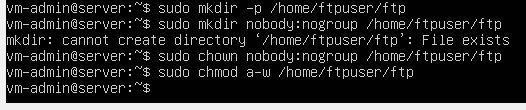 vm-admin@server:~$ sudo mkdir -p /home/ftpuser/ftp
vm-admin@server:~$ sudo mkdir nobody:nogroup /home/ftpuser/ftp
mkdir: cannot create directory ‘/home/ftpuser/ftp’: File exists
vm-admin@server:~$ sudo chown nobody:nogroup /home/ftpuser/ftp
vm-admin@server:~$ sudo chmod a-w /home/ftpuser/ftp
vm-admin@server:~$